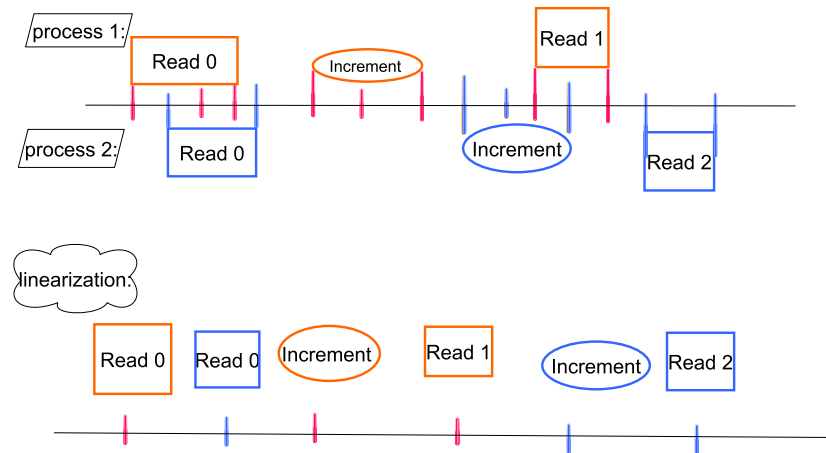 process 1:
Read 0
Increment
Read 1
process 2:
Read 0
Increment
Read 2
linearization:
Read 0
Read 0
Increment
Read 1
Increment
Read 2